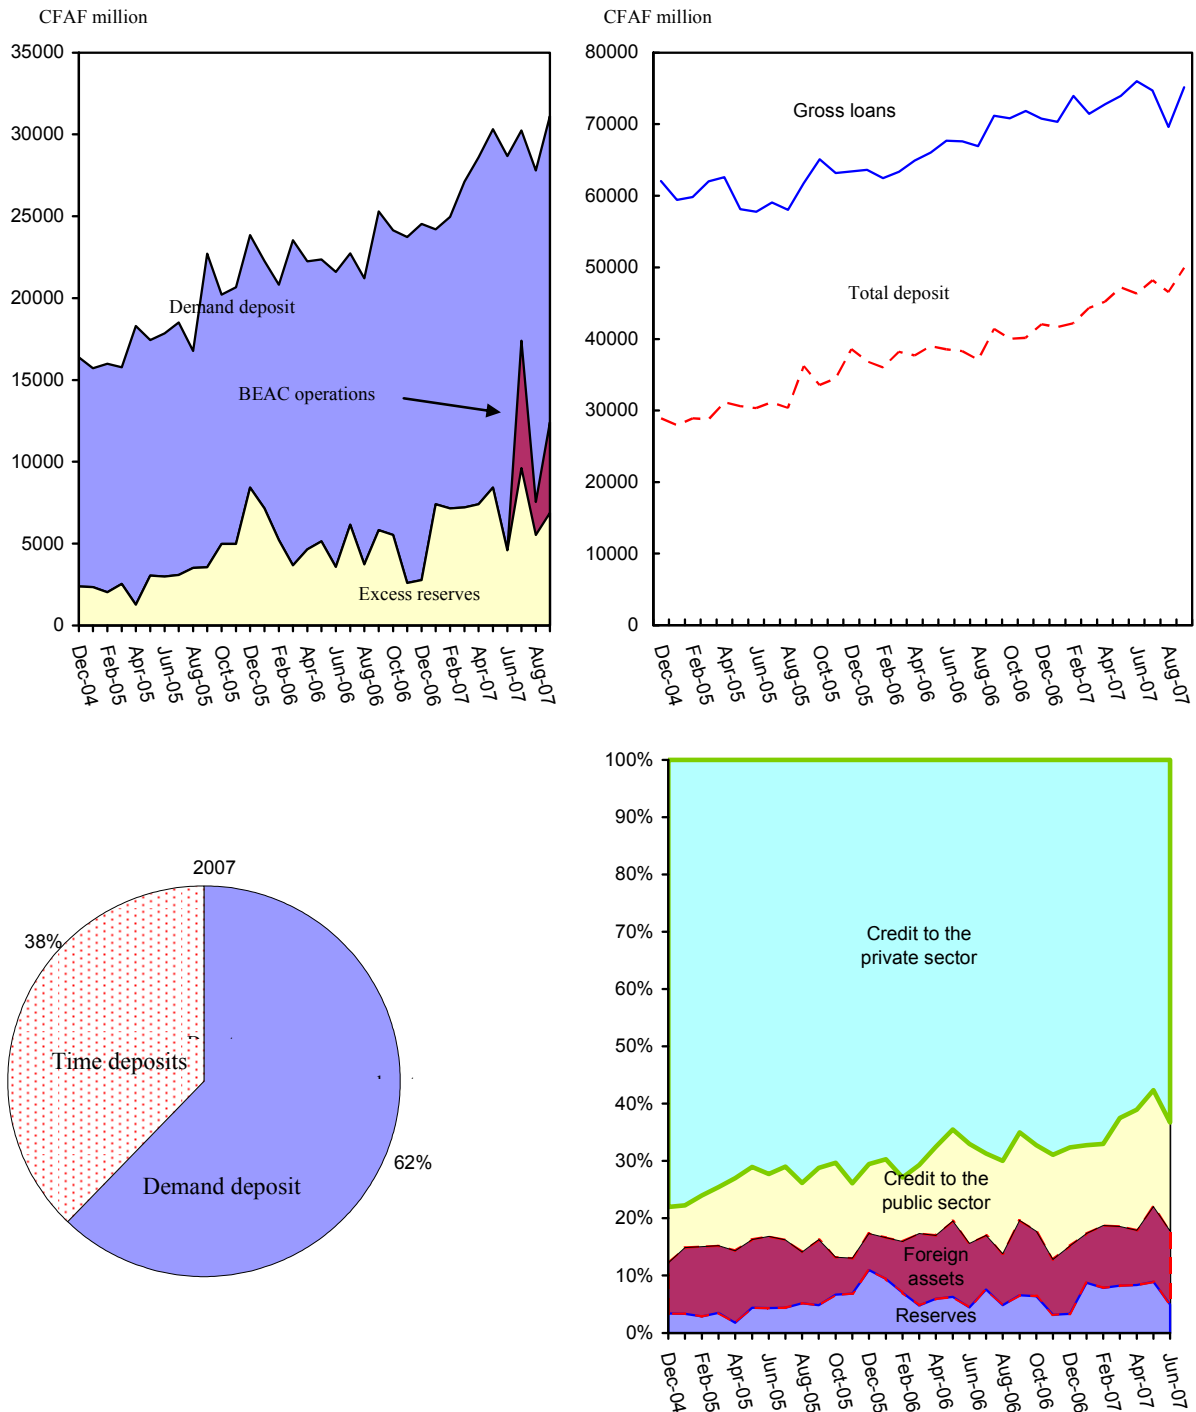 CFAF million
35000
30000
25000
20000
15000
10000
5000
0
Demand deposit
BEAC operations
Excess reserves
Dec-04
Feb-05
Apr-05
Jun-05
Aug-05
Oct-05
Dec-05
Feb-06
Apr-06
Jun-06
Aug-06
Oct-06
Dec-06
Feb-07
Apr-07
Jun-07
Aug-07
CFAF million
80000
70000
60000
50000
40000
30000
20000
10000
0
Gross loans
Total deposit
Dec-04
Feb-05
Apr-05
Jun-05
Aug-05
Oct-05
Dec-05
Feb-06
Apr-06
Jun-06
Aug-06
Oct-06
Dec-06
Feb-07
Apr-07
Jun-07
Aug-07
2007
38%
Time deposits
62%
Demand deposit
100%
90%
80%
70%
60%
50%
40%
30%
20%
10%
0%
Credit to the
private sector
Credit to the
public sector
Foreign
assets
Reserves
Dec-04
Feb-05
Apr-05
Jun-05
Aug-05
Oct-05
Dec-05
Feb-06
Apr-06
Jun-06
Aug-06
Oct-06
Dec-06
Feb-07
Apr-07
Jun-07